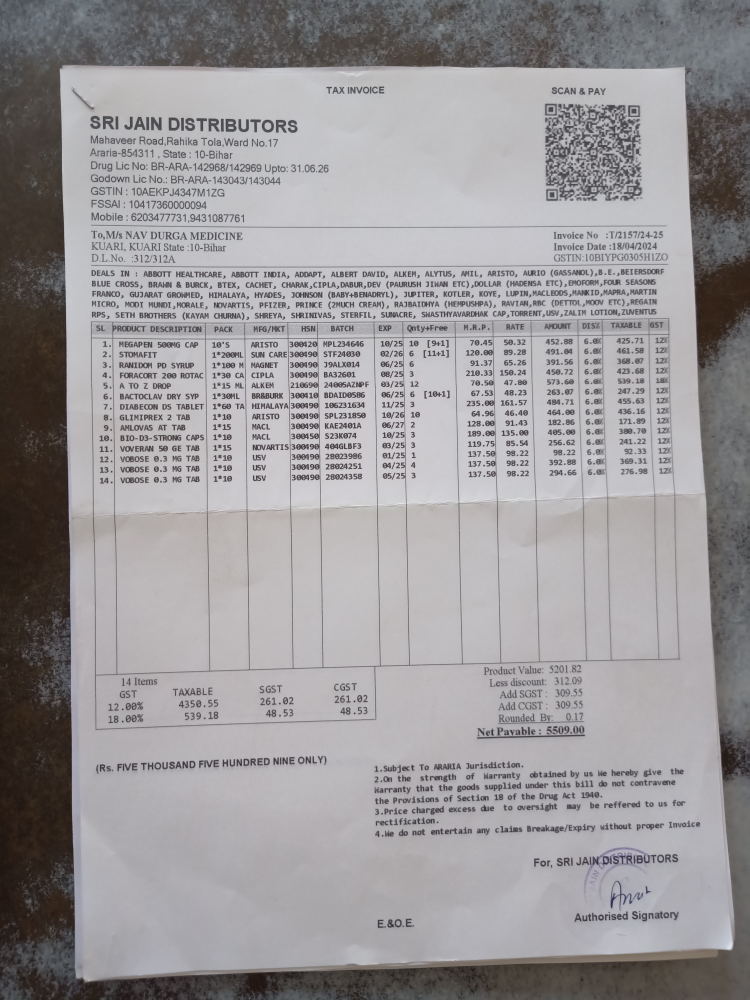 TAX INVOICE
SCAN & PAY
SRI JAIN DISTRIBUTORS
Mahaveer Road,Rahika Tola,Ward No.17
Araria-854311 , State : 10-Bihar
Drug Lic No: BR-ARA-142968/142969 Upto: 31.06.26
Godown Lic No.: BR-ARA-143043/143044
GSTIN : 10AEKPJ4347M1ZG
FSSAI : 10417360000094
Mobile : 6203477731,9431087761
To,M/s NAV DURGA MEDICINE
KUARI, KUARI State :10-Bihar
D.L.No. :312/312A
Invoice No :T/2157/24-25
Invoice Date :18/04/2024
GSTIN:10BIYPG0305H1ZO
DEALS IN : ABBOTT HEALTHCARE, ABBOTT INDIA, ADDAPT, ALBERT DAVID, ALKEM, ALYTUS, AMIL, ARISTO, AURIO (GASSANOL),B.E.,BEIERSDORF
BLUE CROSS, BRAWN & BURCK, BTEX, CACHET, CHARAK,CIPLA,DABUR,DEV (PAURUSH JIWAN ETC),DOLLAR (HADENSA ETC),EMOFORM,FOUR SEASONS
FRANCO, GUJARAT GROWMED, HIMALAYA, HYADES, JOHNSON (BABY+BENADRYL), JUPITER, KOTLER, KOYE, LUPIN,MACLEODS,MANKID,MAPRA,MARTIN
MICRO, MODI MUNDI,MORALE, NOVARTIS, PFIZER, PRINCE (2MUCH CREAM), RAJBAIDHYA (HEMPUSHPA), RAVIAN,RBC (DETTOL,MOOV ETC),REGAIN
RPS, SETH BROTHERS (KAYAM CHURNA), SHREYA, SHRINIVAS, STERFIL, SUNACRE, SWASTHYAVARDHAK CAP,TORRENT,USV,ZALIM LOTION,ZUVENTUS
SL PRODUCT DESCRIPTION PACK MFG/MKT HSN BATCH EXP Qnty+Free M.R.P. RATE AMOUNT DIS% TAXABLE GST
1. MEGAPEN 500MG CAP 10'S ARISTO 300420 MPL234646 10/25 10 [9+1] 70.45 50.32 452.88 6.0% 425.71 12%
2. STOMAFIT 1*200ML SUN CARE 300490 STF24030 02/26 6 [11+1] 120.00 89.28 491.04 6.0% 461.58 12%
3. RANIDOM PD SYRUP 1*100 M MAGNET 300490 J9ALX014 06/25 6 91.37 65.26 391.56 6.0% 368.07 12%
4. FORACORT 200 ROTAC 1*30 CA CIPLA 300490 BA32601 08/25 3 210.33 150.24 450.72 6.0% 423.68 12%
5. A TO Z DROP 1*15 ML ALKEM 210690 24005AZNPF 03/25 12 70.50 47.80 573.60 6.0% 539.18 18%
6. BACTOCLAV DRY SYP 1*30ML BR&BURK 300410 BDAID0586 06/25 6 [10+1] 67.53 48.23 263.07 6.0% 247.29 12%
7. DIABECON DS TABLET 1*60 TA HIMALAYA 300490 106231634 11/25 3 235.00 161.57 484.71 6.0% 455.63 12%
8. GLIMIPREX 2 TAB 1*10 ARISTO 300490 SPL231850 10/26 10 64.96 46.40 464.00 6.0% 436.16 12%
9. AMLOVAS AT TAB 1*15 MACL 300490 KAE2401A 06/27 2 128.00 91.43 182.86 6.0% 171.89 12%
10. BIO-D3-STRONG CAPS 1*10 MACL 300450 S23K074 10/25 3 189.00 135.00 405.00 6.0% 380.70 12%
11. VOVERAN 50 GE TAB 1*15 NOVARTIS 300490 404GLBF3 03/25 3 119.75 85.54 256.62 6.0% 241.22 12%
12. VOBOSE 0.3 MG TAB 1*10 USV 300490 28023986 01/25 1 137.50 98.22 98.22 6.0% 92.33 12%
13. VOBOSE 0.3 MG TAB 1*10 USV 300490 28024251 04/25 4 137.50 98.22 392.88 6.0% 369.31 12%
14. VOBOSE 0.3 MG TAB 1*10 USV 300490 28024358 05/25 3 137.50 98.22 294.66 6.0% 276.98 12%
14 Items
GST TAXABLE SGST CGST
12.00% 4350.55 261.02 261.02
18.00% 539.18 48.53 48.53
Product Value: 5201.82
Less discount: 312.09
Add SGST : 309.55
Add CGST : 309.55
Rounded By: 0.17
Net Payable : 5509.00
(Rs. FIVE THOUSAND FIVE HUNDRED NINE ONLY)
1.Subject To ARARIA Jurisdiction.
2.On the strength of Warranty obtained by us We hereby give the
Warranty that the goods supplied under this bill do not contravene
the Provisions of Section 18 of the Drug Act 1940.
3.Price charged excess due to oversight may be reffered to us for
rectification.
4.We do not entertain any claims Breakage/Expiry without proper Invoice
For, SRI JAIN DISTRIBUTORS
Authorised Signatory
E.&O.E.